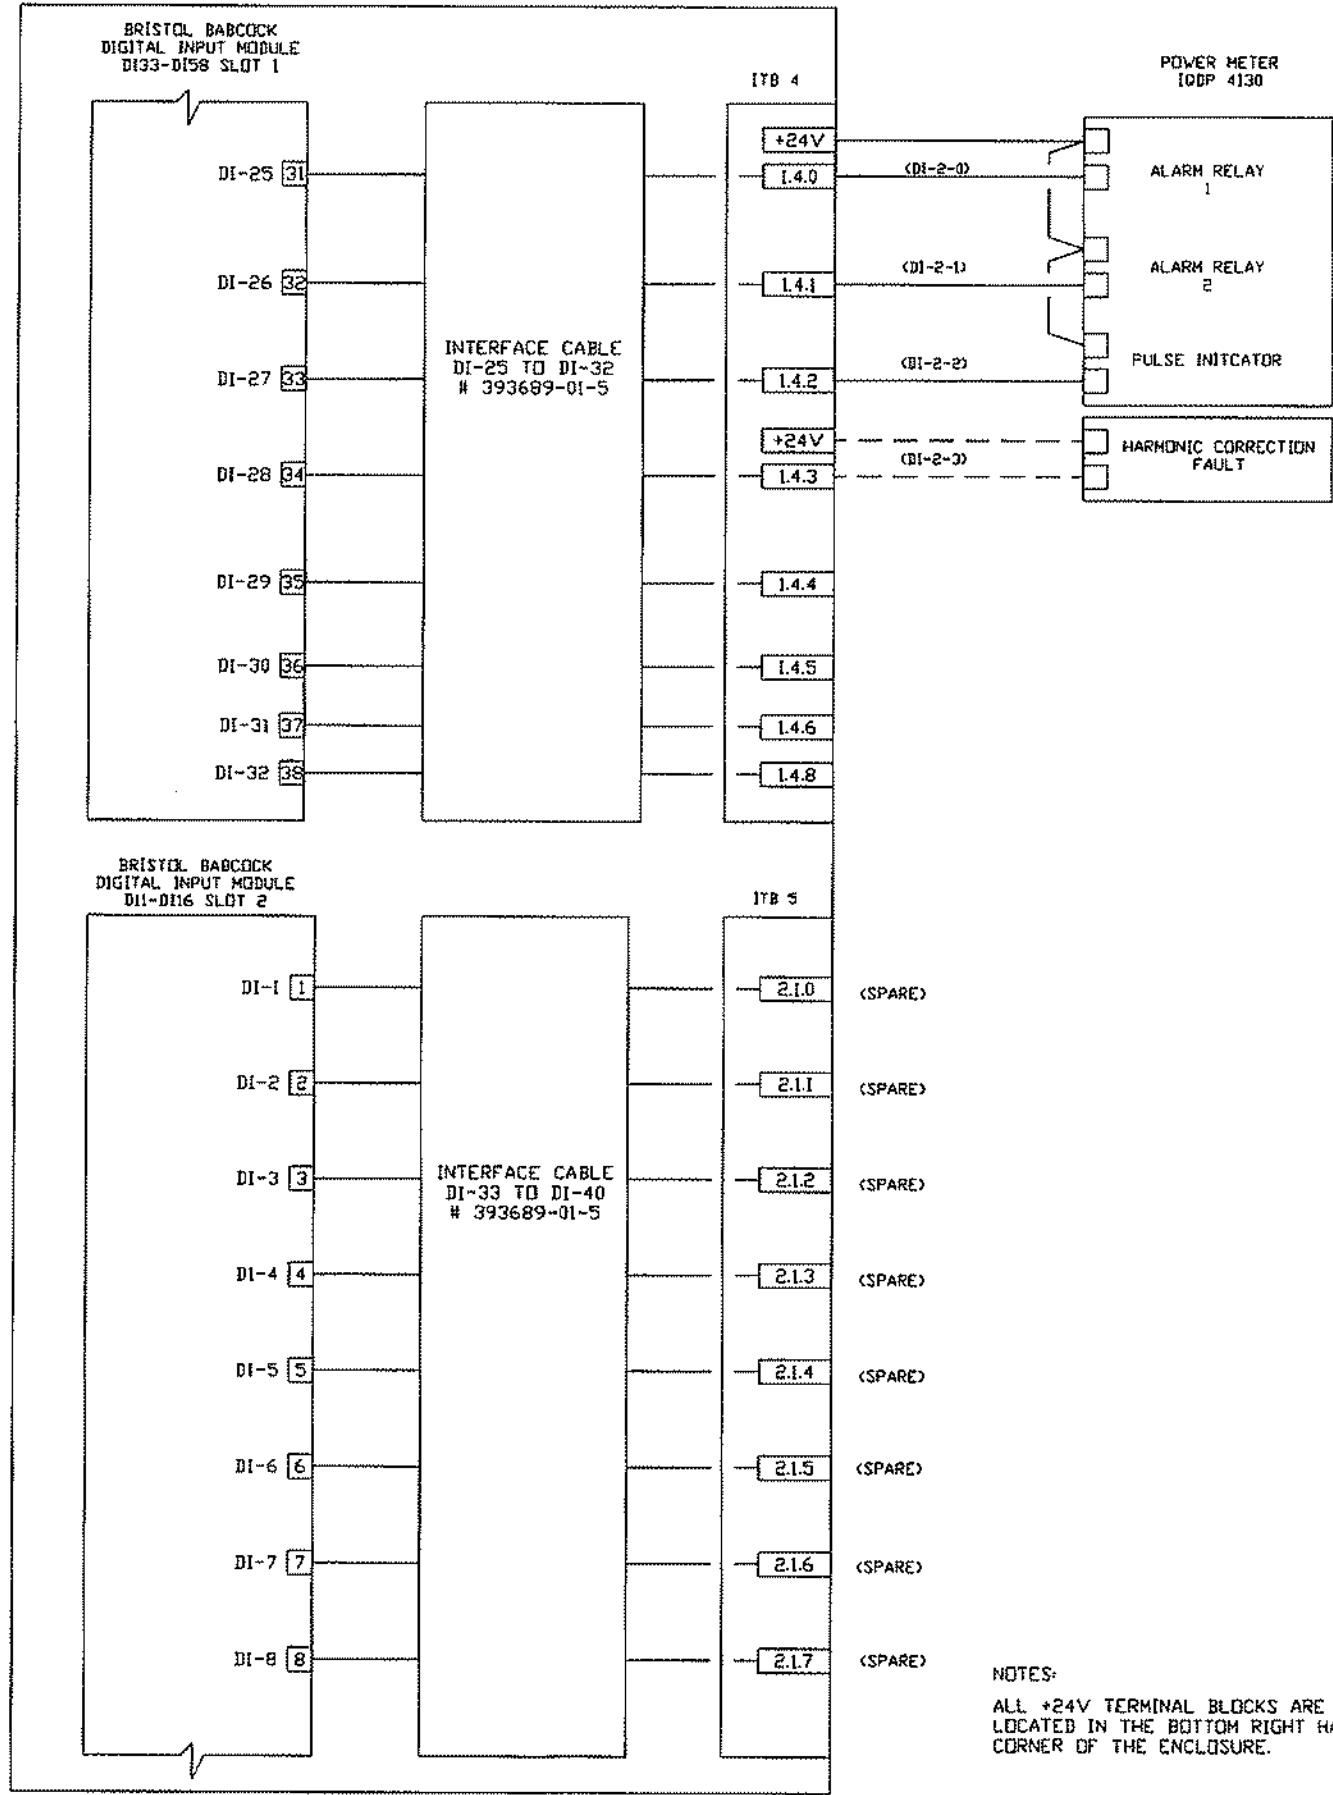 BRISTOL BABCOCK
DIGITAL INPUT MODULE
DI33-DI58 SLOT 1
ITB 4
POWER METER
IQDP 4130
+24V
DI-25 31
1.4.0
(DI-2-0)
ALARM RELAY
1
DI-26 32
1.4.1
(DI-2-1)
ALARM RELAY
2
INTERFACE CABLE
DI-25 TO DI-32
# 393689-01-5
DI-27 33
1.4.2
(DI-2-2)
PULSE INITCATOR
+24V
DI-28 34
1.4.3
(DI-2-3)
HARMONIC CORRECTION
FAULT
DI-29 35
1.4.4
DI-30 36
1.4.5
DI-31 37
1.4.6
DI-32 38
1.4.8
BRISTOL BABCOCK
DIGITAL INPUT MODULE
DI1-DI16 SLOT 2
ITB 5
DI-1 1
2.1.0 (SPARE)
DI-2 2
2.1.1 (SPARE)
DI-3 3
INTERFACE CABLE
DI-33 TO DI-40
# 393689-01-5
2.1.2 (SPARE)
DI-4 4
2.1.3 (SPARE)
DI-5 5
2.1.4 (SPARE)
DI-6 6
2.1.5 (SPARE)
DI-7 7
2.1.6 (SPARE)
DI-8 8
2.1.7 (SPARE)
NOTES:
ALL +24V TERMINAL BLOCKS ARE
LOCATED IN THE BOTTOM RIGHT HA
CORNER OF THE ENCLOSURE.